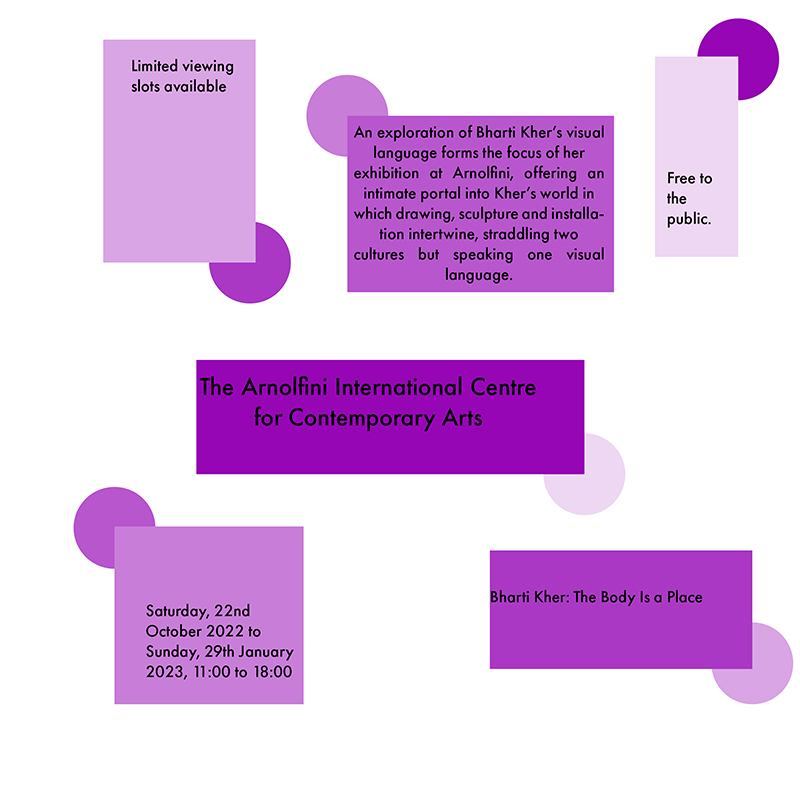 Limited viewing
slots available
An exploration of Bharti Kher’s visual
language forms the focus of her
exhibition at Arnolfini, offering an
intimate portal into Kher’s world in
which drawing, sculpture and installa-
tion intertwine, straddling two
cultures but speaking one visual
language.
Free to
the
public.
The Arnolfini International Centre
for Contemporary Arts
Saturday, 22nd
October 2022 to
Sunday, 29th January
2023, 11:00 to 18:00
Bharti Kher: The Body Is a Place